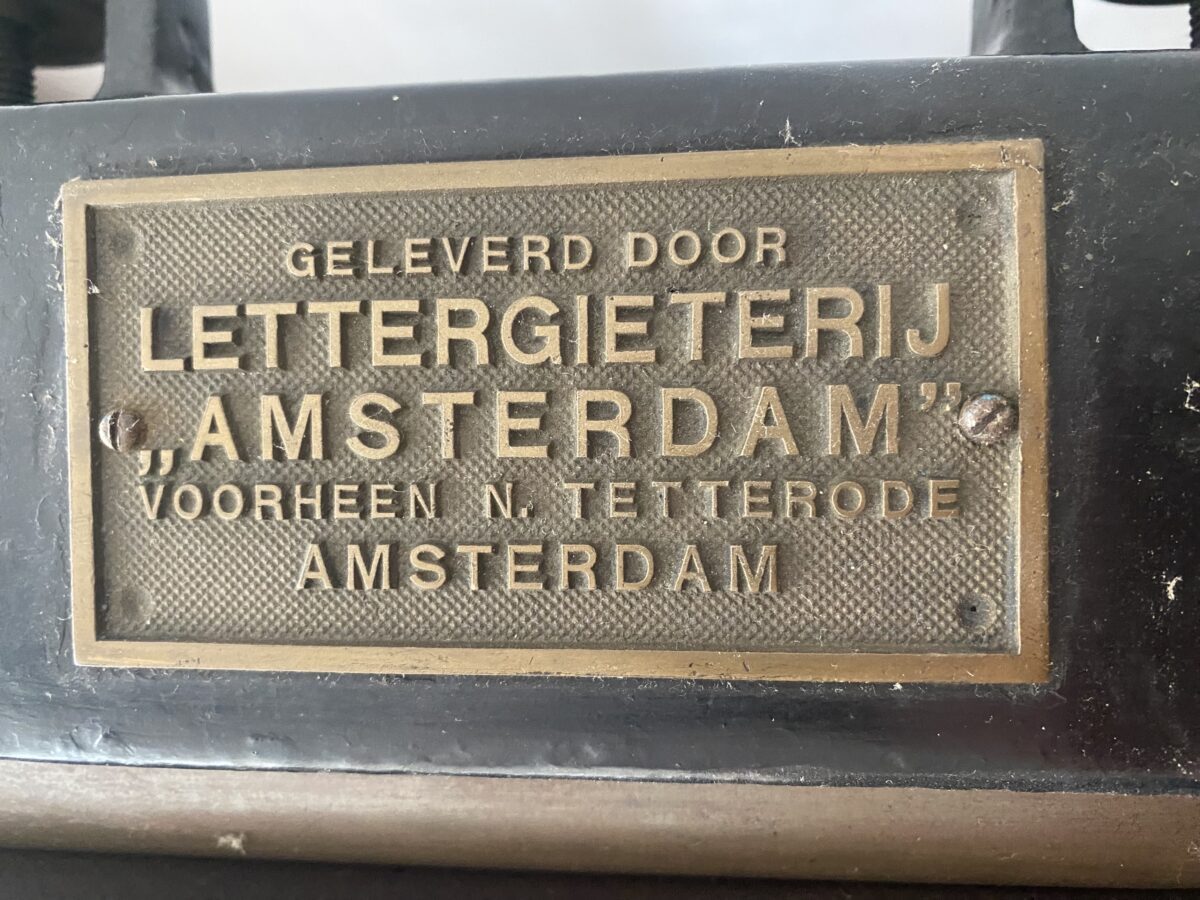 GELEVERD DOOR
LETTERGIETERIJ
„AMSTERDAM”
VOORHEEN N. TETTERODE
AMSTERDAM